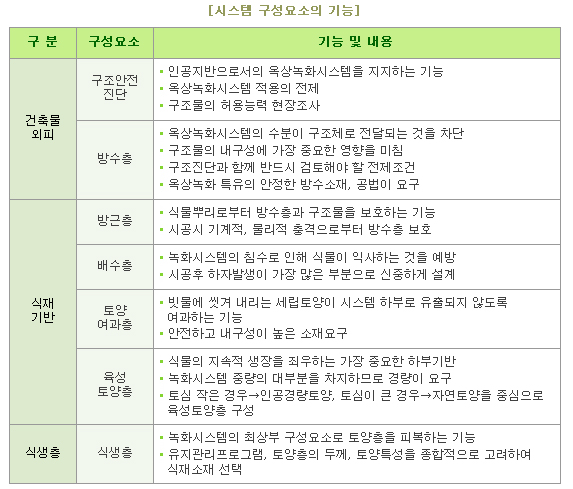 [시스템 구성요소의 기능]
구 분
구성요소
기능 및 내용
건축물
외피
구조안전
진단
• 인공지반으로서의 옥상녹화시스템을 지지하는 기능
• 옥상녹화시스템 적용의 전제
• 구조물의 허용능력 현장조사
방수층
• 옥상녹화시스템의 수분이 구조체로 전달되는 것을 차단
• 구조물의 내구성에 가장 중요한 영향을 미침
• 구조진단과 함께 반드시 검토해야 할 전제조건
• 옥상녹화 특유의 안정한 방수소재, 공법이 요구
식재
기반
방근층
• 식물뿌리로부터 방수층과 구조물을 보호하는 기능
• 시공시 기계적, 물리적 충격으로부터 방수층 보호
배수층
• 녹화시스템의 침수로 인해 식물이 익사하는 것을 예방
• 시공후 하자발생이 가장 많은 부분으로 신중하게 설계
토양
여과층
• 빗물에 씻겨 내리는 세립토양이 시스템 하부로 유출되지 않도록
여과하는 기능
• 안전하고 내구성이 높은 소재요구
육성
토양층
• 식물의 지속적 생장을 좌우하는 가장 중요한 하부기반
• 녹화시스템 중량의 대부분을 차지하므로 경량이 요구
• 토심 작은 경우→인공경량토양, 토심이 큰 경우→자연토양을 중심으로
육성토양층 구성
식생층
식생층
• 녹화시스템의 최상부 구성요소로 토양층을 피복하는 기능
• 유지관리프로그램, 토양층의 두께, 토양특성을 종합적으로 고려하여
식재소재 선택